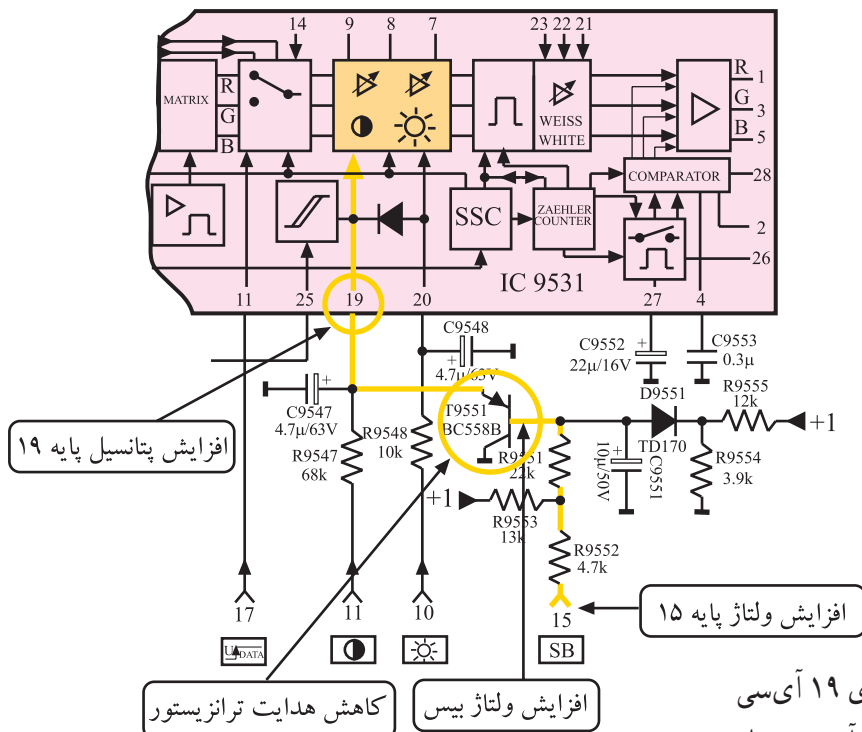 14
9
8
7
23 22 21
MATRIX
R
G
B
WEISS
WHITE
R
1
G
3
B
5
COMPARATOR
28
SSC
ZAEHLER
COUNTER
2
26
IC 9531
11
25
19
20
27
4
C9548
+
4.7µ/63V
C9552
+
22µ/16V
C9553
0.3µ
D9551
R9555
12k
+1
+
C9547
4.7µ/63V
T9551
BC558B
TD170
افزایش پتانسیل پایه ۱۹
R9547
68k
R9548
10k
R9551
22k
+
10µ/50V
C9551
R9554
3.9k
+1
R9553
13k
R9552
4.7k
17
11
10
15
افزایش ولتاژ پایه ۱۵
U DATA
SB
کاهش هدایت ترانزیستور
افزایش ولتاژ بیس
ی ۱۹ آی‌سی